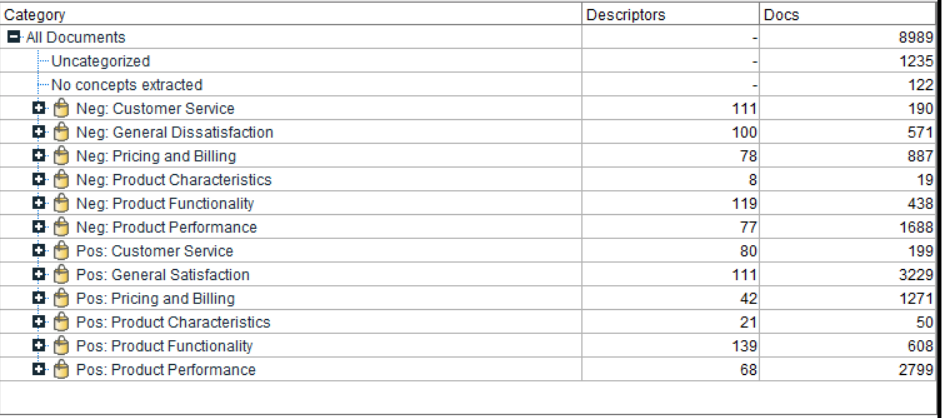 Category Descriptors Docs
All Documents - 8989
Uncategorized - 1235
No concepts extracted - 122
Neg: Customer Service 111 190
Neg: General Dissatisfaction 100 571
Neg: Pricing and Billing 78 887
Neg: Product Characteristics 8 19
Neg: Product Functionality 119 438
Neg: Product Performance 77 1688
Pos: Customer Service 80 199
Pos: General Satisfaction 111 3229
Pos: Pricing and Billing 42 1271
Pos: Product Characteristics 21 50
Pos: Product Functionality 139 608
Pos: Product Performance 68 2799